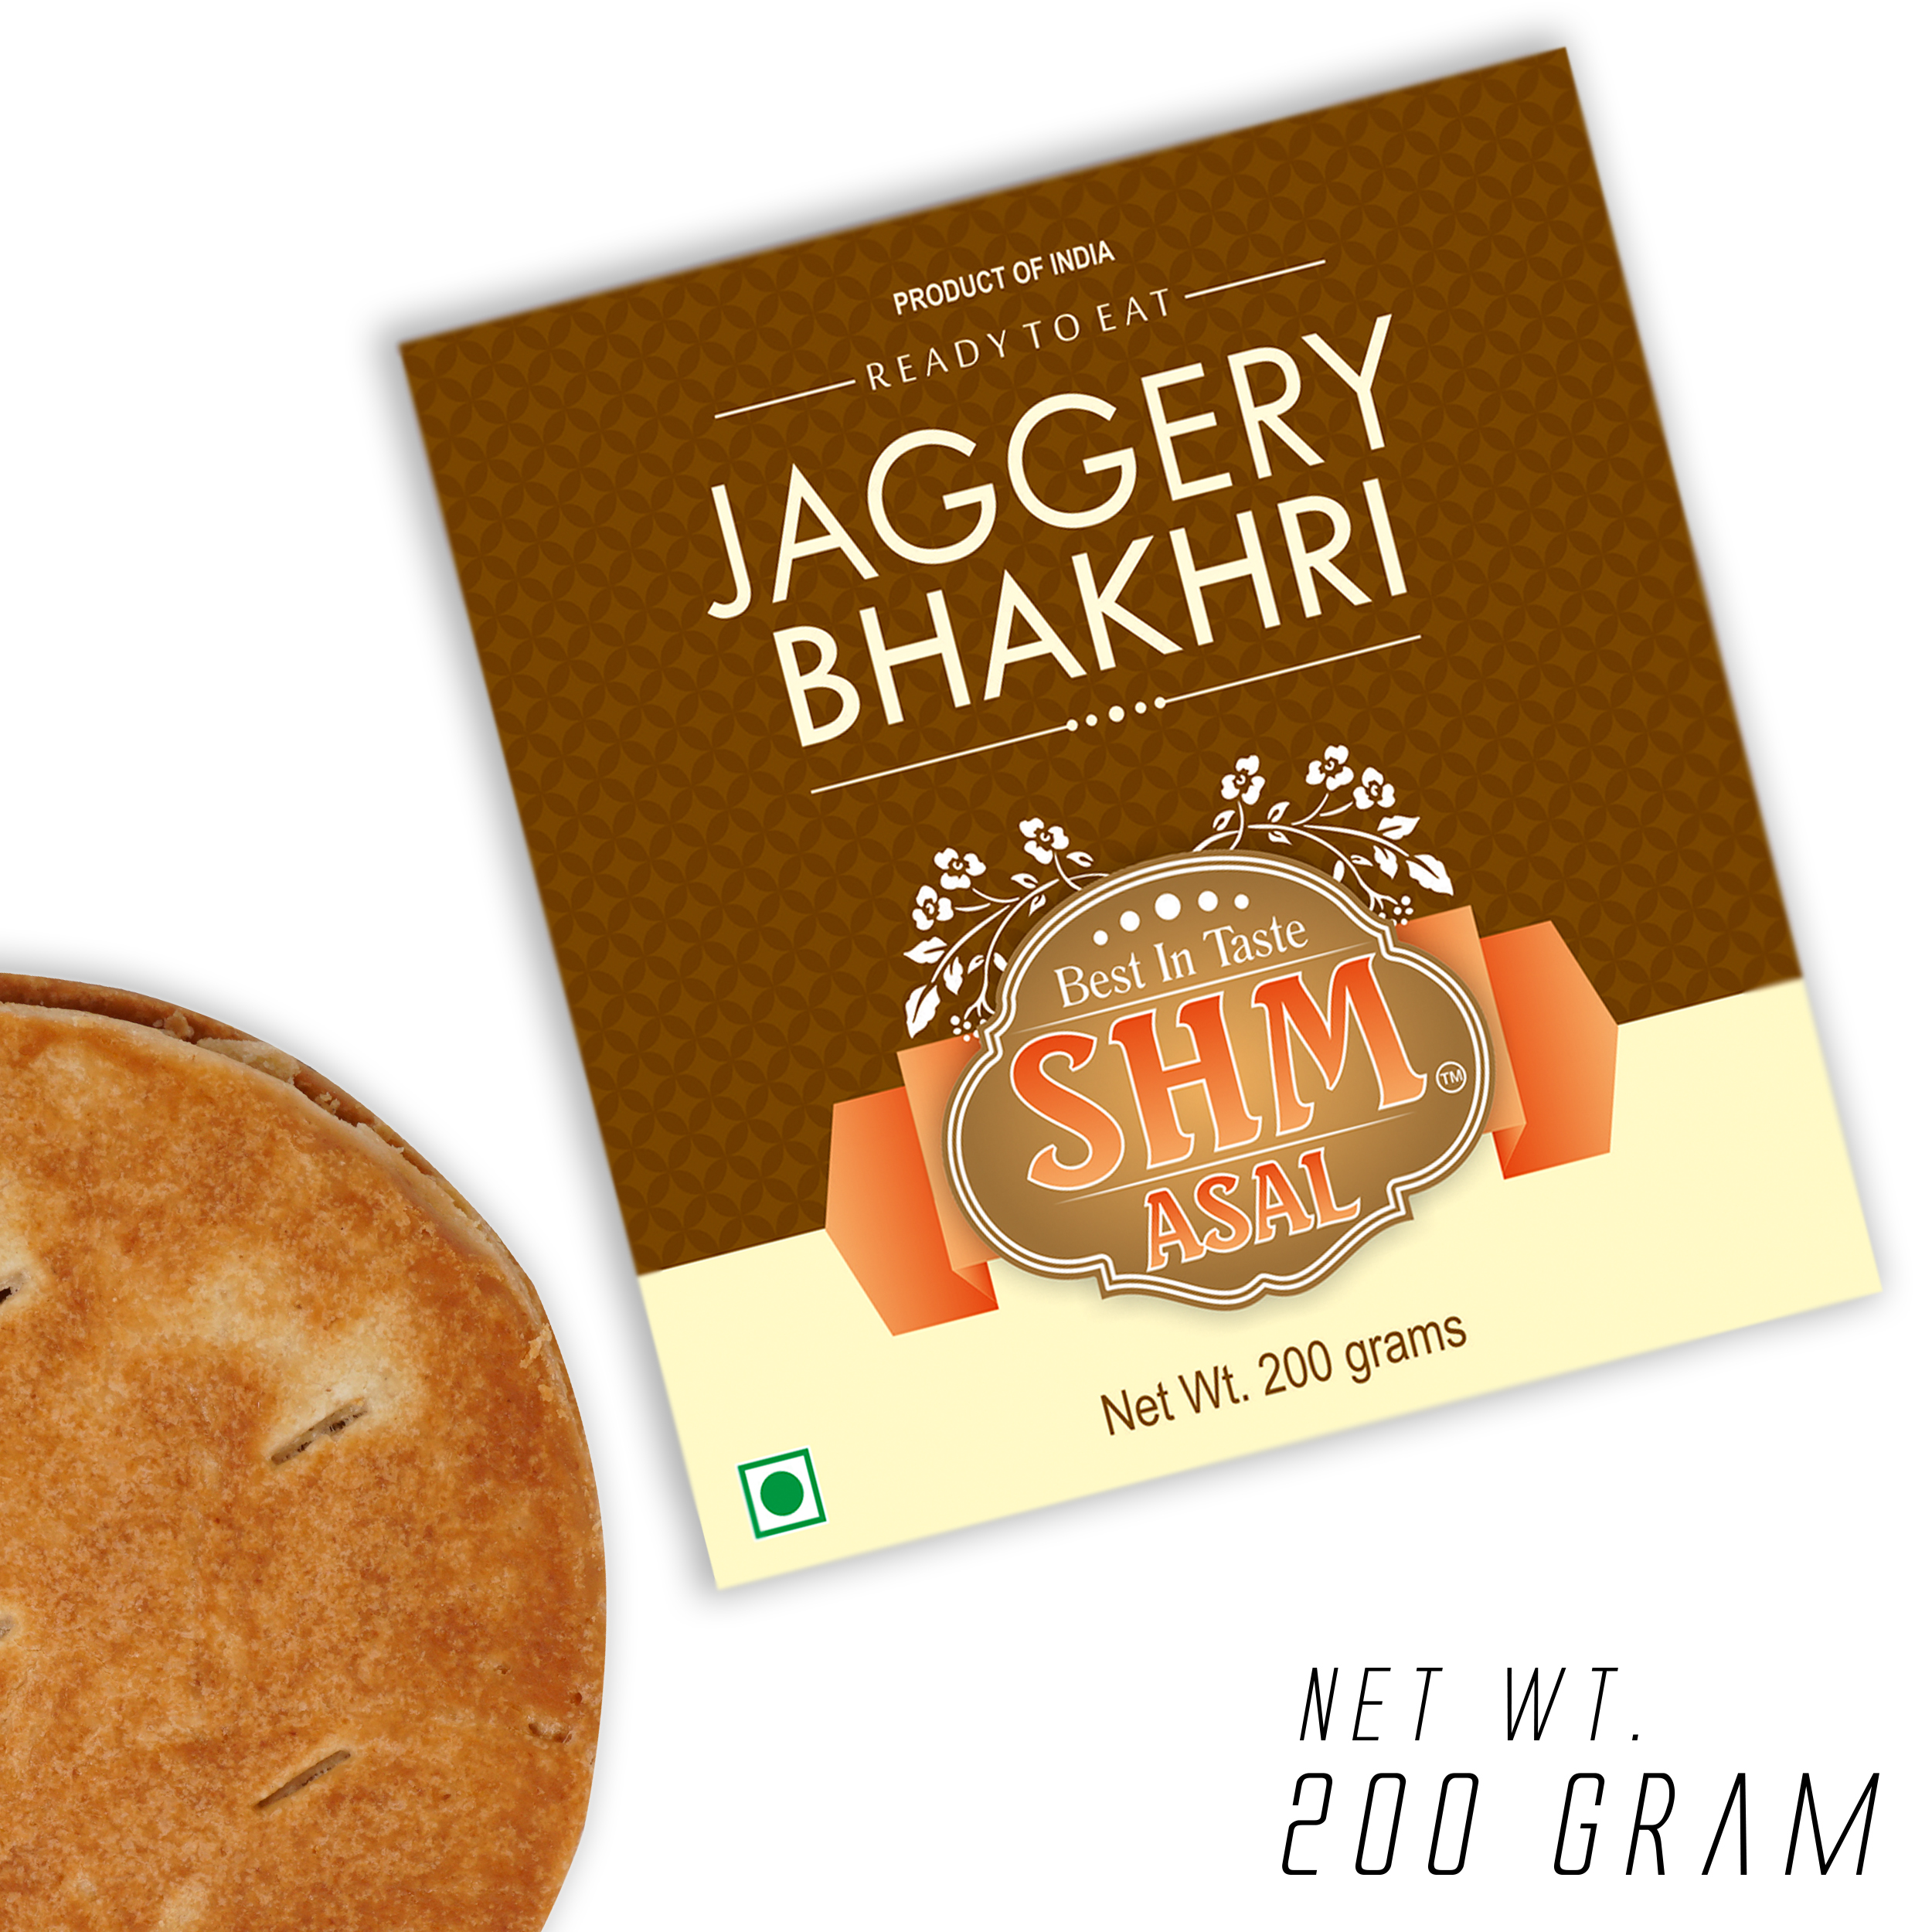 PRODUCT OF INDIA
READY TO EAT
JAGGERY
BHAKHRI
Best In Taste
SHM
TM
ASAL
Net Wt. 200 grams
NET WT.
200 GRAM